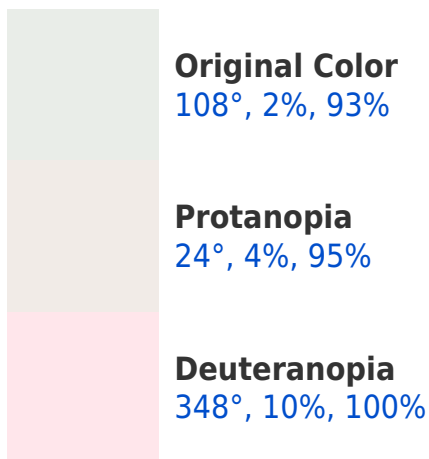 Original Color
108°, 2%, 93%
Protanopia
24°, 4%, 95%
Deuteranopia
348°, 10%, 100%